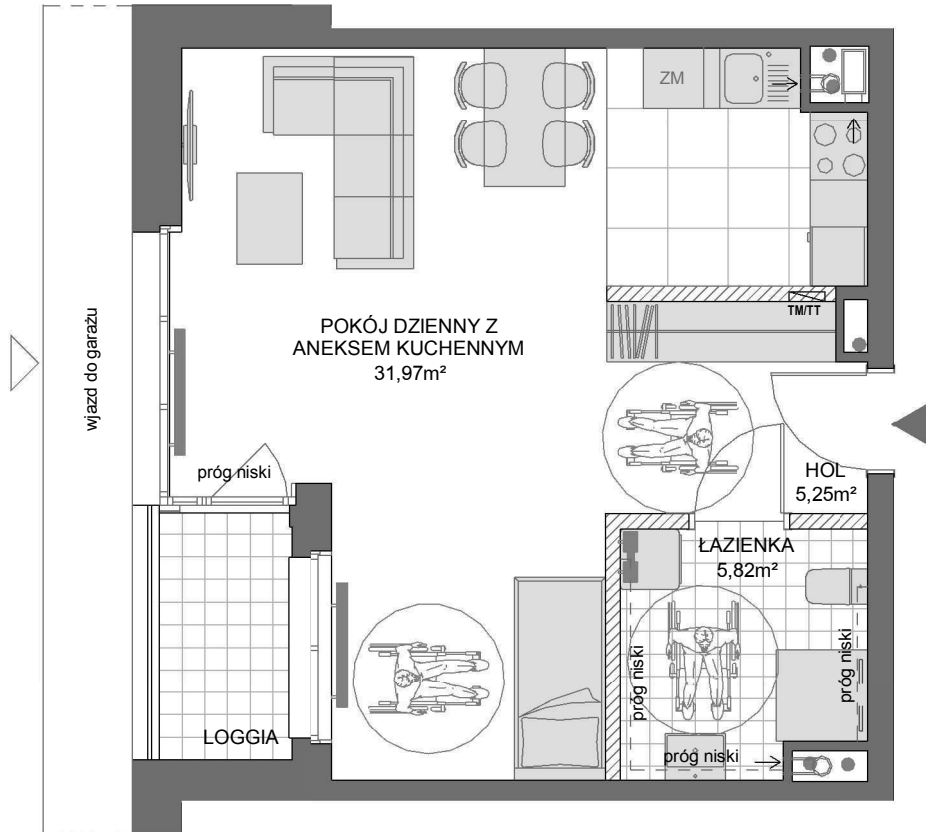 ZM
TM/TT
POKÓJ DZIENNY Z
ANEKSEM KUCHENNYM
31,97m²
wjazd do garażu
próg niski
HOL
5,25m²
ŁAZIENKA
5,82m²
próg niski
próg niski
LOGGIA
próg niski